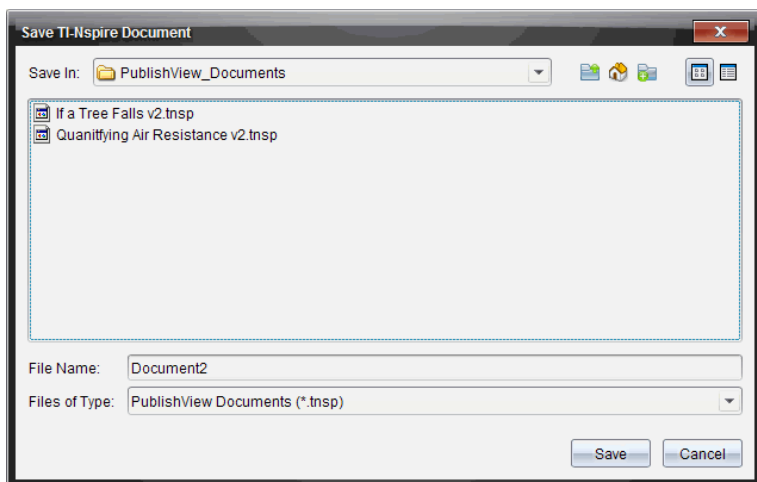 Save TI-Nspire Document
Save In: PublishView_Documents
If a Tree Falls v2.tnsp
Quanitfying Air Resistance v2.tnsp
File Name: Document2
Files of Type: PublishView Documents (*.tnsp)
Save Cancel